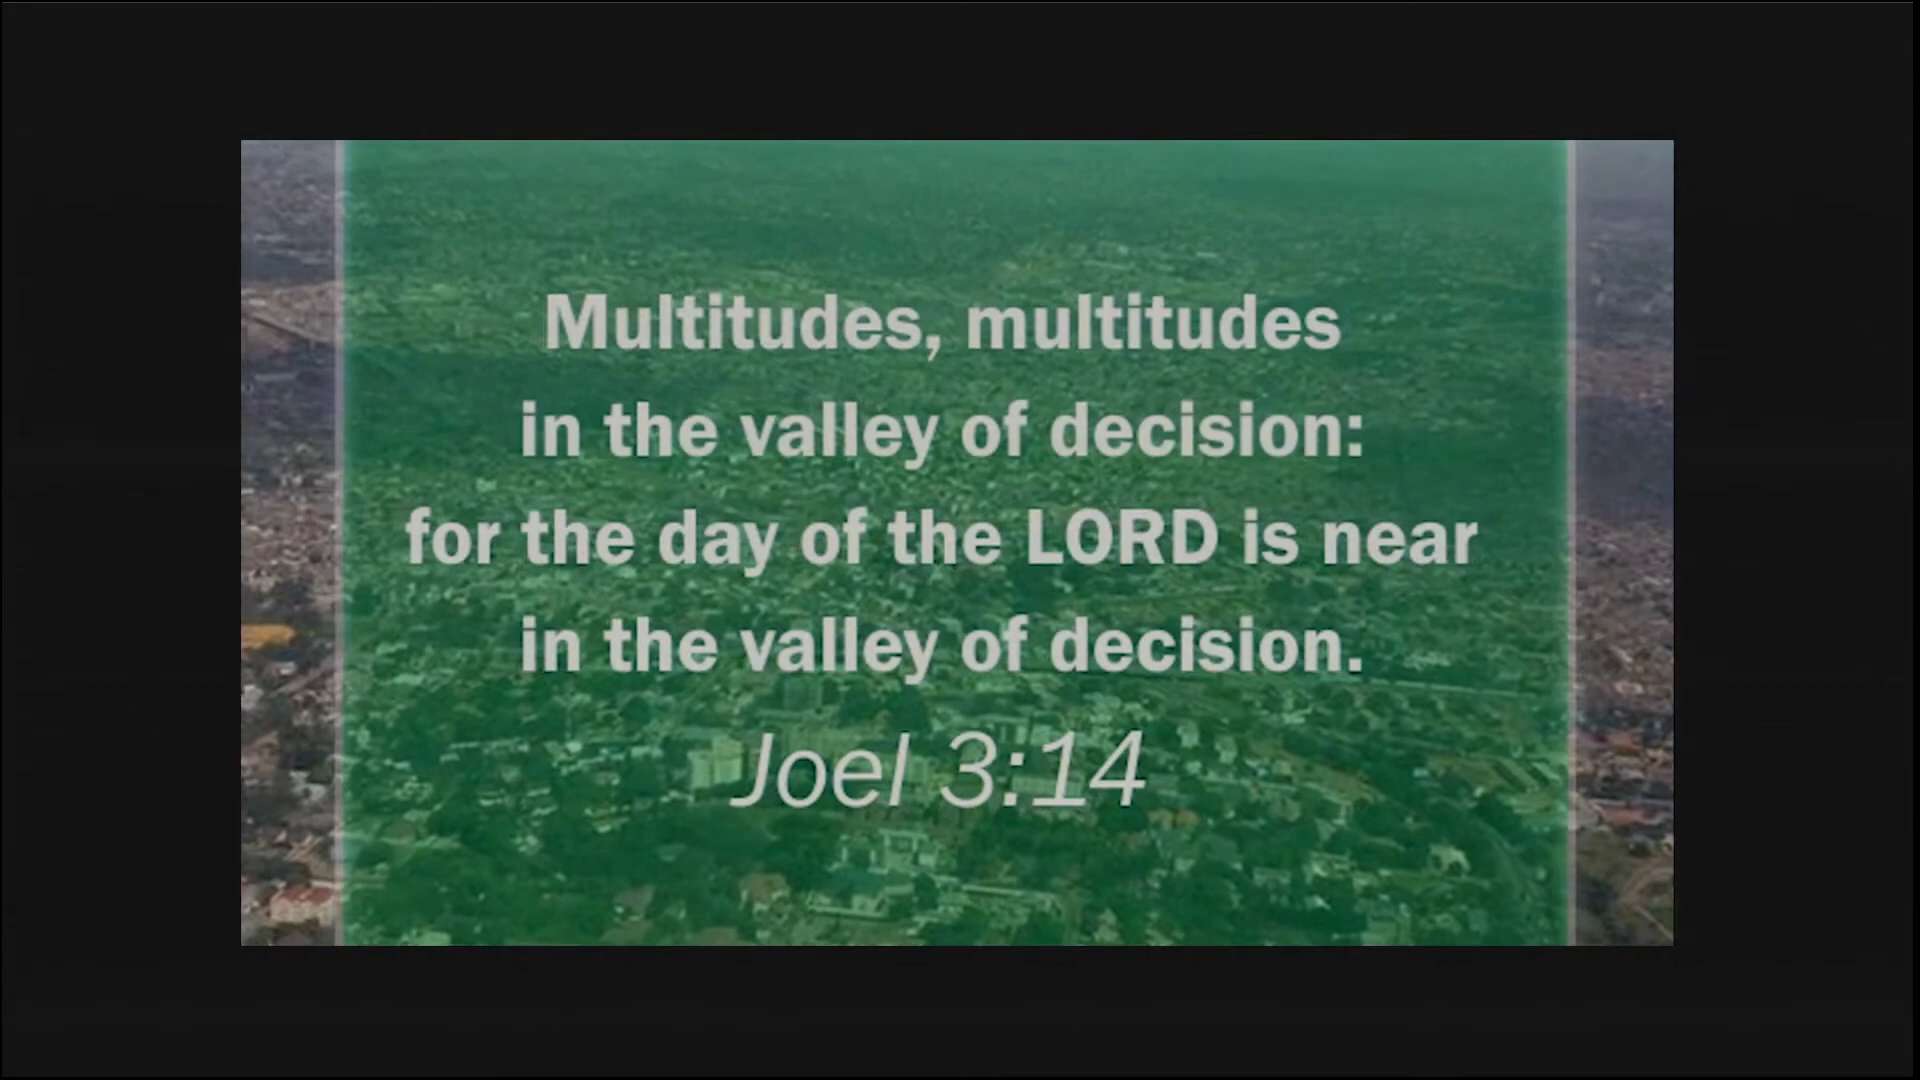 Multitudes, multitudes
in the valley of decision:
for the day of the LORD is near
in the valley of decision.
Joel 3:14